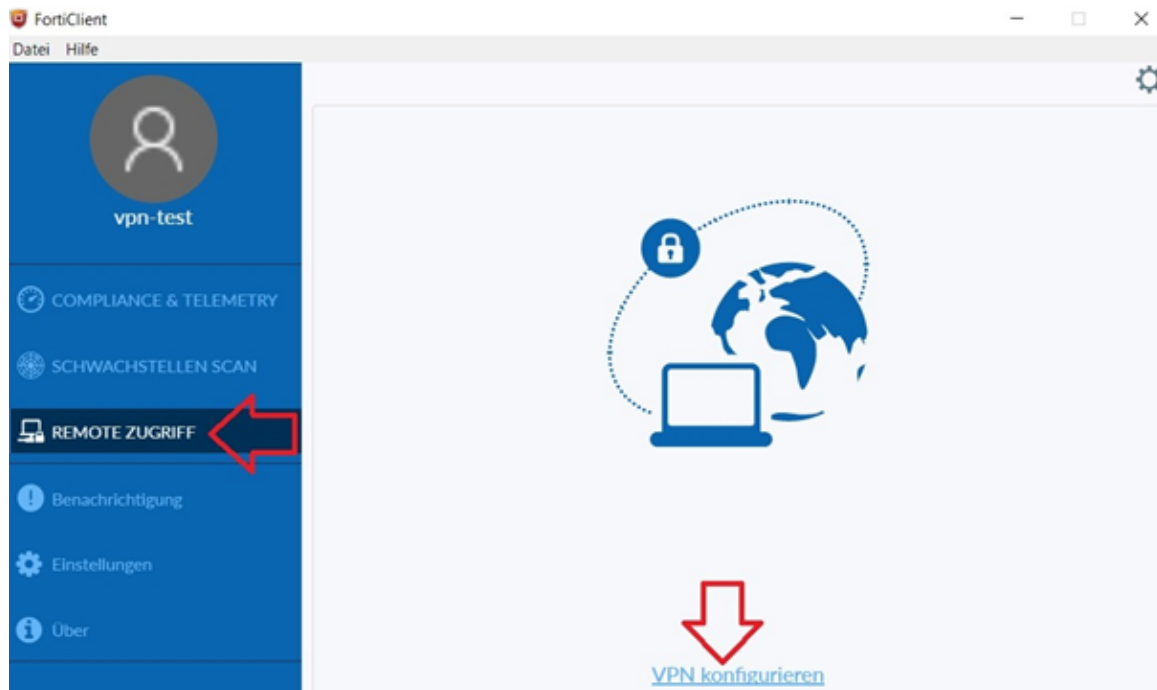 FortiClient
Datei Hilfe
vpn-test
COMPLIANCE & TELEMETRY
SCHWACHSTELLEN SCAN
REMOTE ZUGRIFF
Benachrichtigung
Einstellungen
Über
VPN konfigurieren